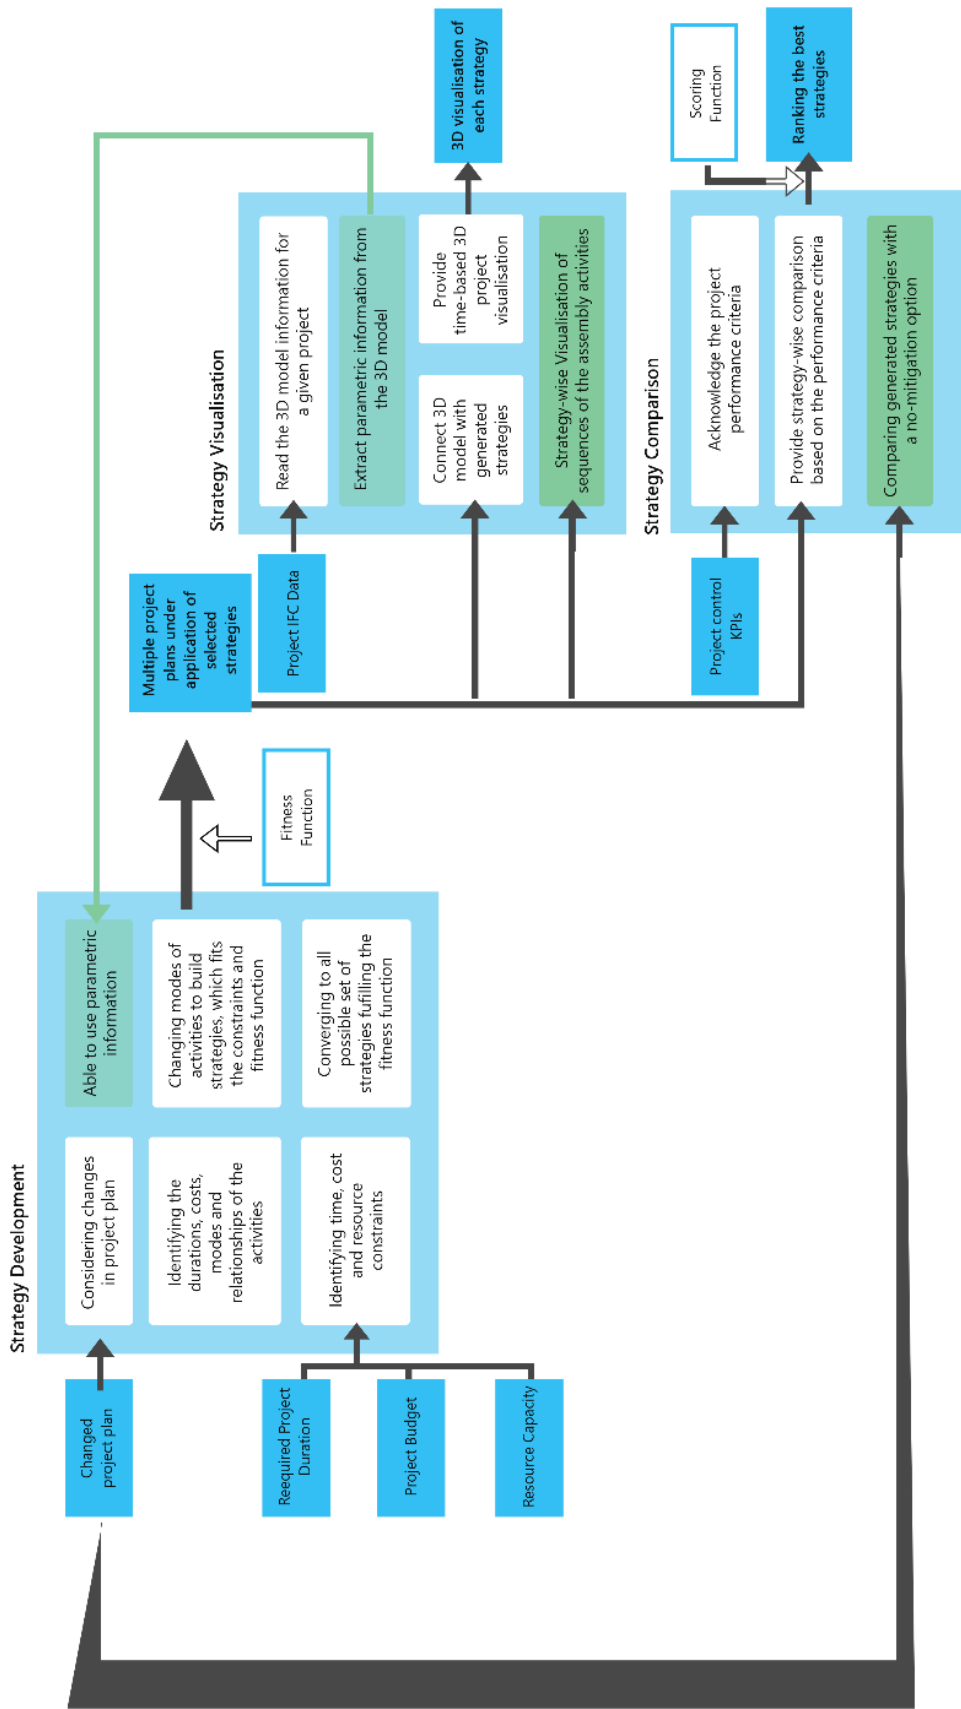 Strategy Development
Changed
project plan
Reequired Project
Duration
Project Budget
Resource Capacity
Considering changes
in project plan
Identifying the
durations, costs,
modes and
relationships of the
activities
Identifying time, cost
and resource
constraints
Able to use parametric
information
Changing modes of
activities to build
strategies, which fits
the constraints and
fitness function
Converging to all
possible set of
strategies fufilling the
fitness function
Fitness
Function
Multiple project
plans under
application of
selected
strategies
Strategy Visualisation
Project IFC Data
Read the 3D model information for
a given project
Extract parametric information from
the 3D model
Connect 3D
model with
generated
strategies
Provide
time-based 3D
project
visualisation
Strategy-wise Visualisation of
sequences of the assembly activities
3D visualisation of
each strategy
Strategy Comparison
Project control
KPIs
Acknowledge the project
performance criteria
Provide strategy-wise comparison
based on the performance criteria
Comparing generated strategies with
a no-mitigation option
Scoring
Function
Ranking the best
strategies